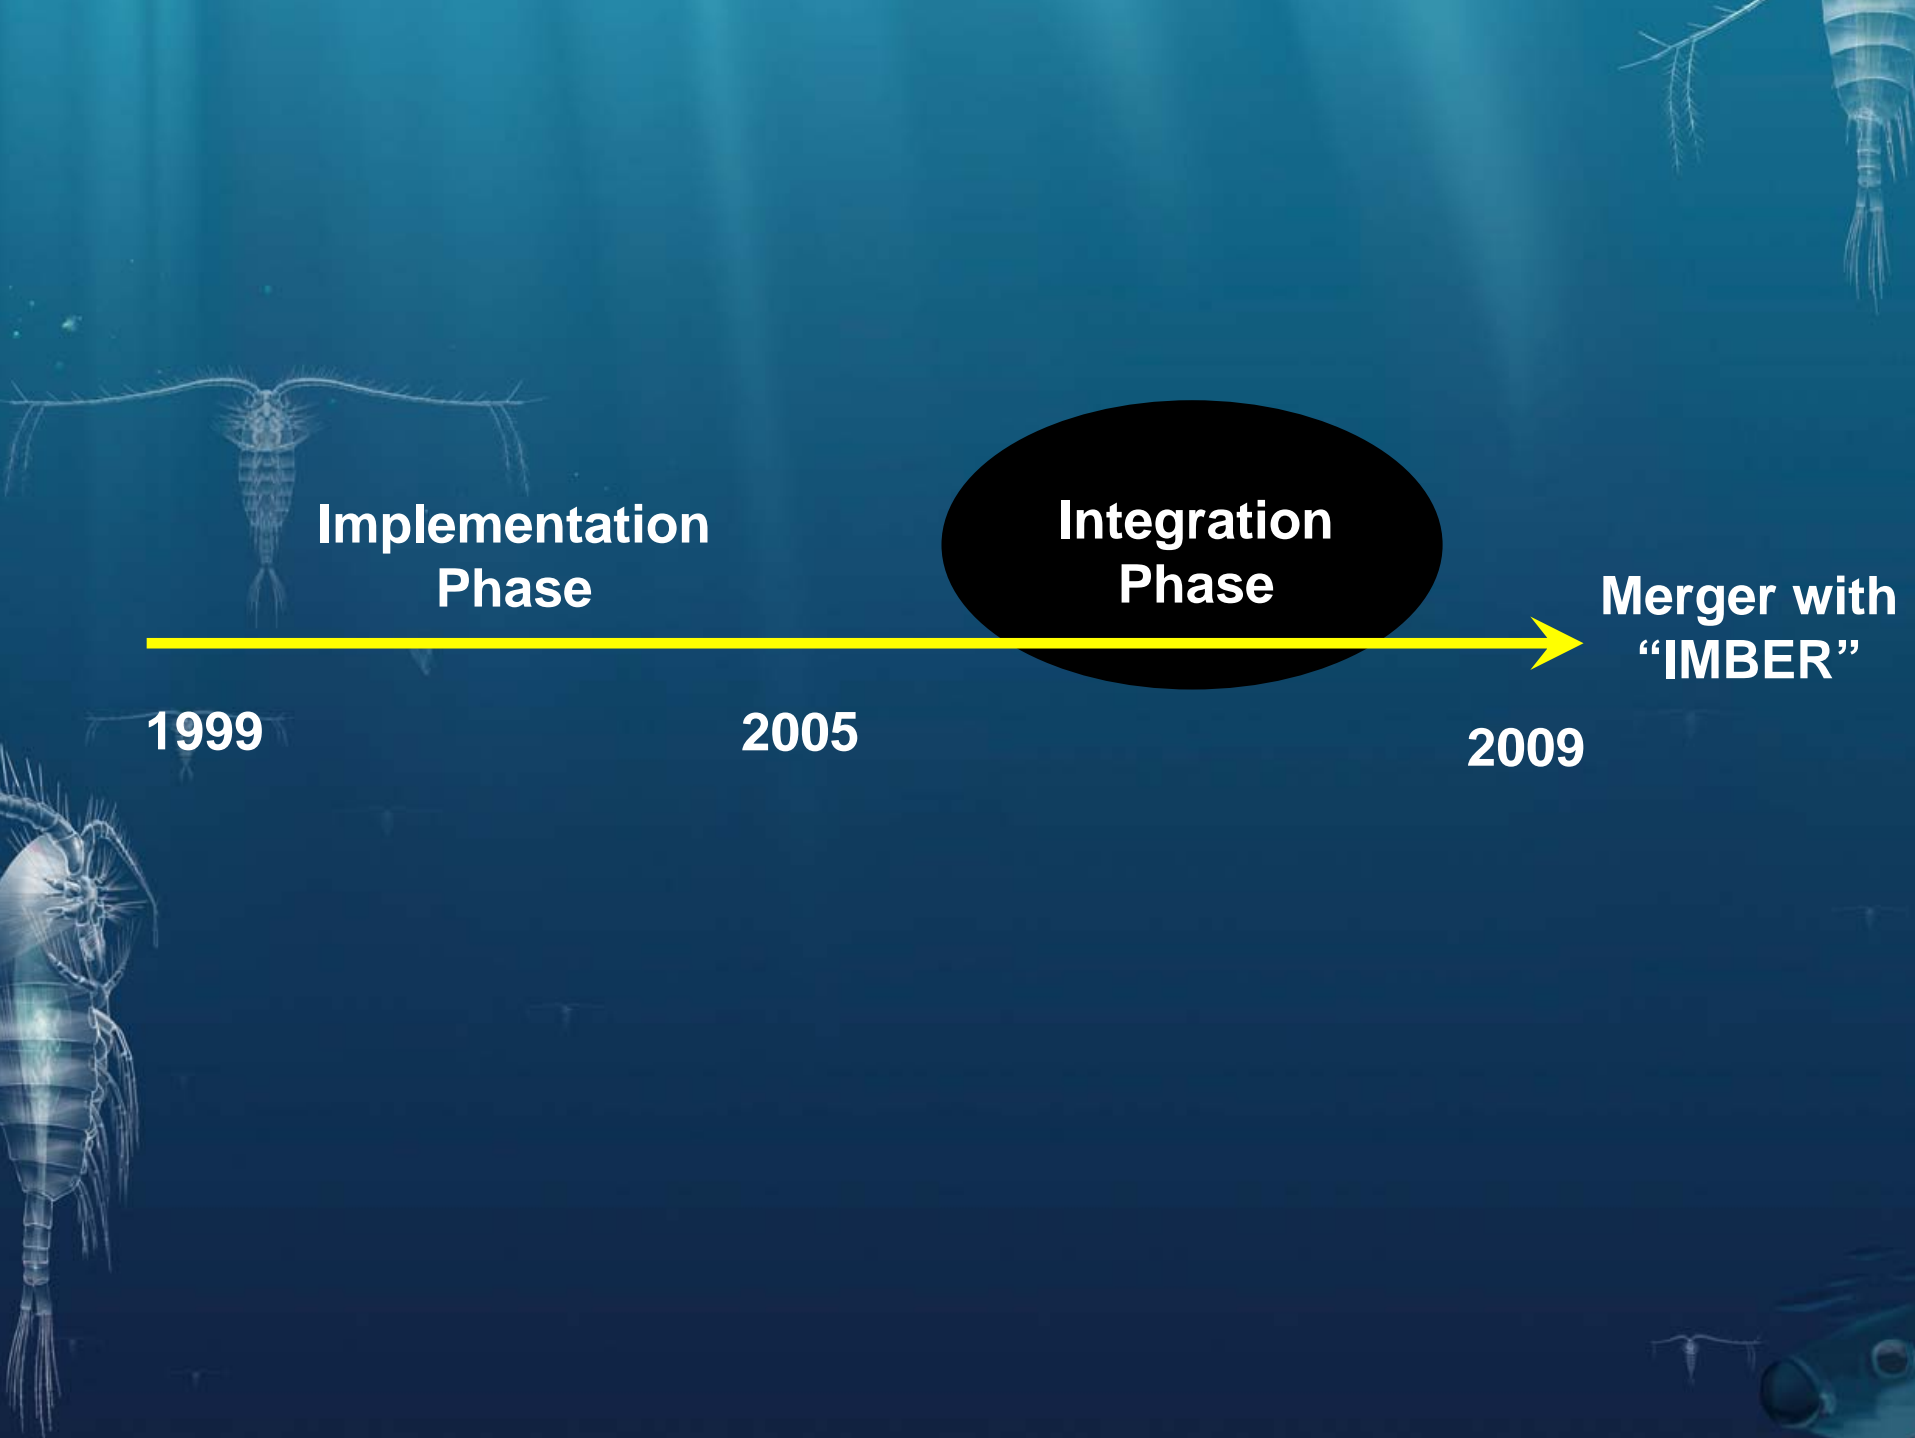 Implementation
Phase
Integration
Phase
Merger with
“IMBER”
1999
2005
2009